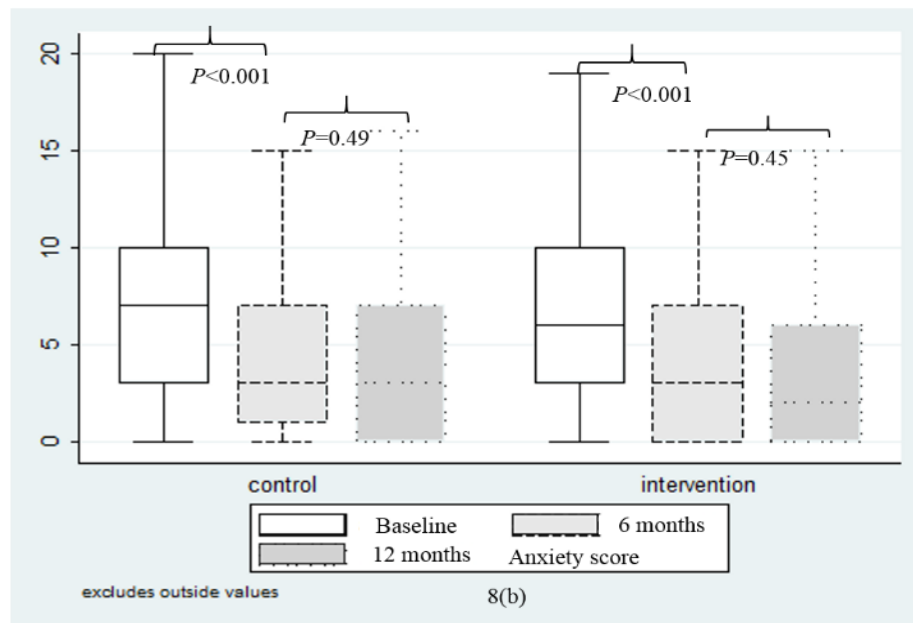 20
P<0.001
P<0.001
P=0.49
P=0.45
15
10
5
0
control intervention
Baseline 6 months
12 months Anxiety score
excludes outside values 8(b)